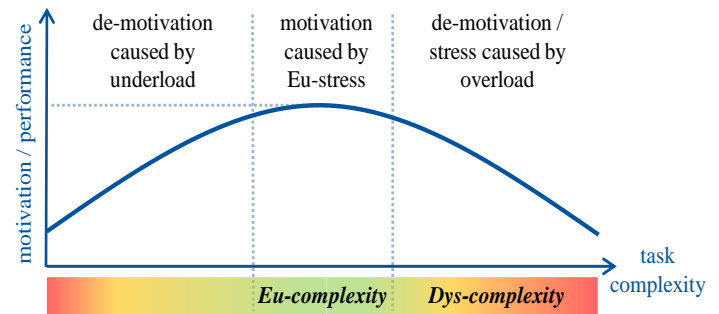 de-motivation
caused by
underload
motivation
caused by
Eu-stress
de-motivation /
stress caused by
overload
motivation / performance
task
complexity
Eu-complexity
Dys-complexity